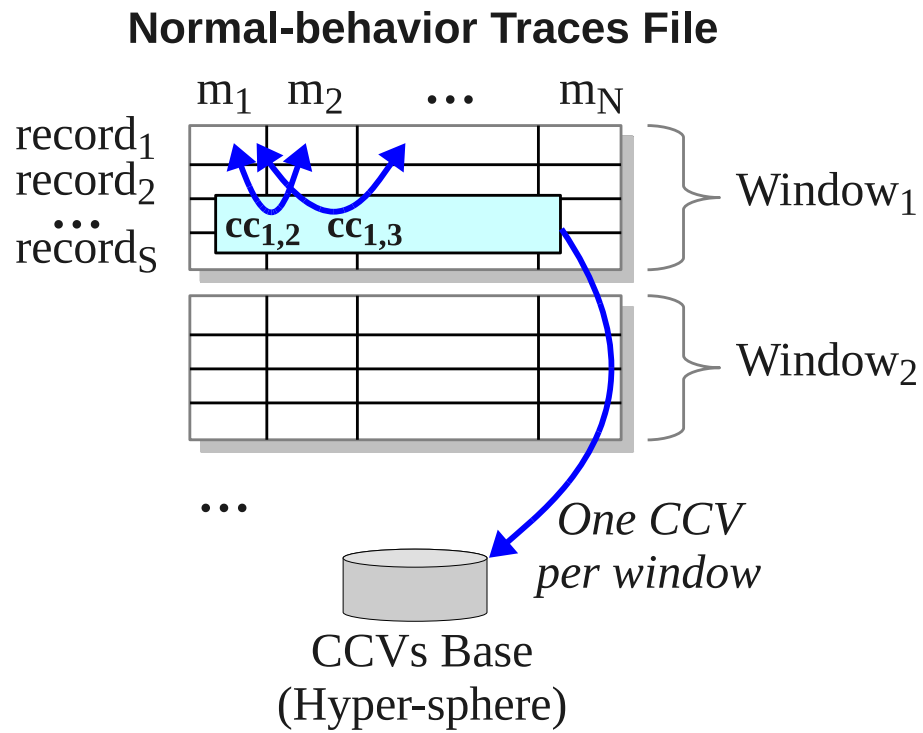 Normal-behavior Traces File
m1 m2 ... mN
record1
record2
...
recordS
cc1,2 cc1,3
Window1
Window2
...
One CCV
per window
CCVs Base
(Hyper-sphere)